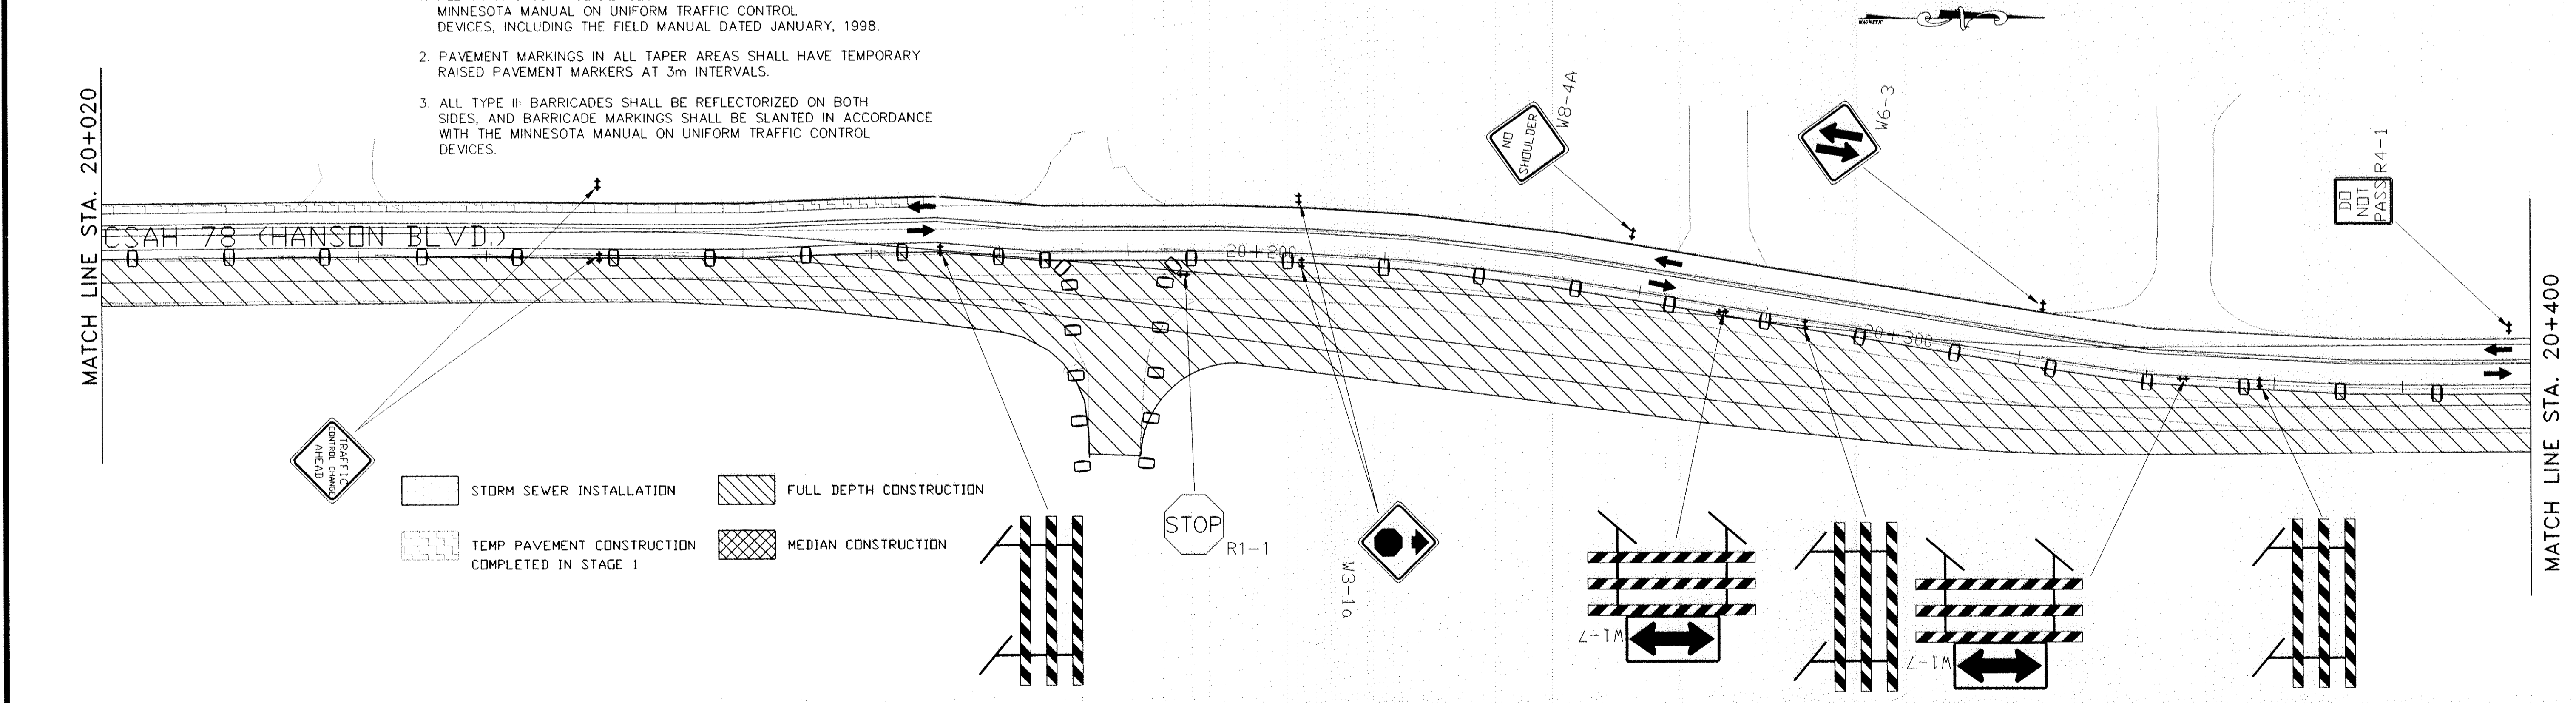 MINNESOTA MANUAL ON UNIFORM TRAFFIC CONTROL
DEVICES, INCLUDING THE FIELD MANUAL DATED JANUARY, 1998.
2. PAVEMENT MARKINGS IN ALL TAPER AREAS SHALL HAVE TEMPORARY
RAISED PAVEMENT MARKERS AT 3m INTERVALS.
3. ALL TYPE III BARRICADES SHALL BE REFLECTORIZED ON BOTH
SIDES, AND BARRICADE MARKINGS SHALL BE SLANTED IN ACCORDANCE
WITH THE MINNESOTA MANUAL ON UNIFORM TRAFFIC CONTROL
DEVICES.
MATCH LINE STA. 20+020
CSAH 78 (HANSON BLVD.)
NO
SHOULDER
W8-4A
W6-3
DO
NOT
PASS
R4-1
20+200
20+300
MATCH LINE STA. 20+400
TRAFFIC
CONTROL CHANGE
AHEAD
STORM SEWER INSTALLATION
FULL DEPTH CONSTRUCTION
TEMP PAVEMENT CONSTRUCTION
COMPLETED IN STAGE 1
MEDIAN CONSTRUCTION
STOP
R1-1
W3-1a
W1-7
W1-7